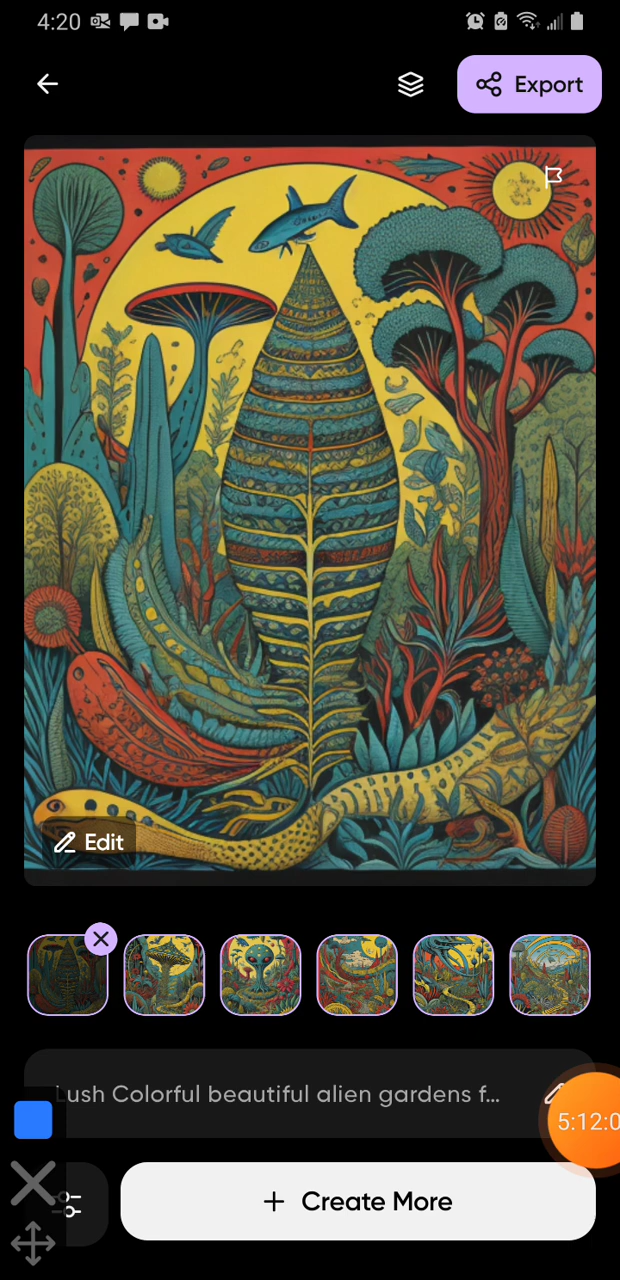 4:20
Export
Edit
Lush Colorful beautiful alien gardens f...
5:12:0
+ Create More